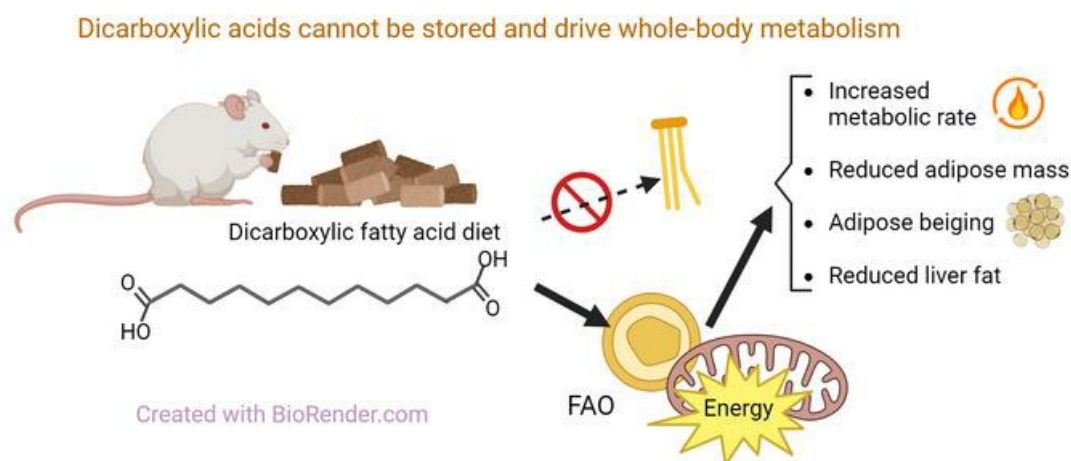 Dicarboxylic acids cannot be stored and drive whole-body metabolism
Dicarboxylic fatty acid diet
O
HO
OH
O
Created with BioRender.com
FAO
Energy
• Increased
metabolic rate
• Reduced adipose mass
• Adipose beiging
• Reduced liver fat